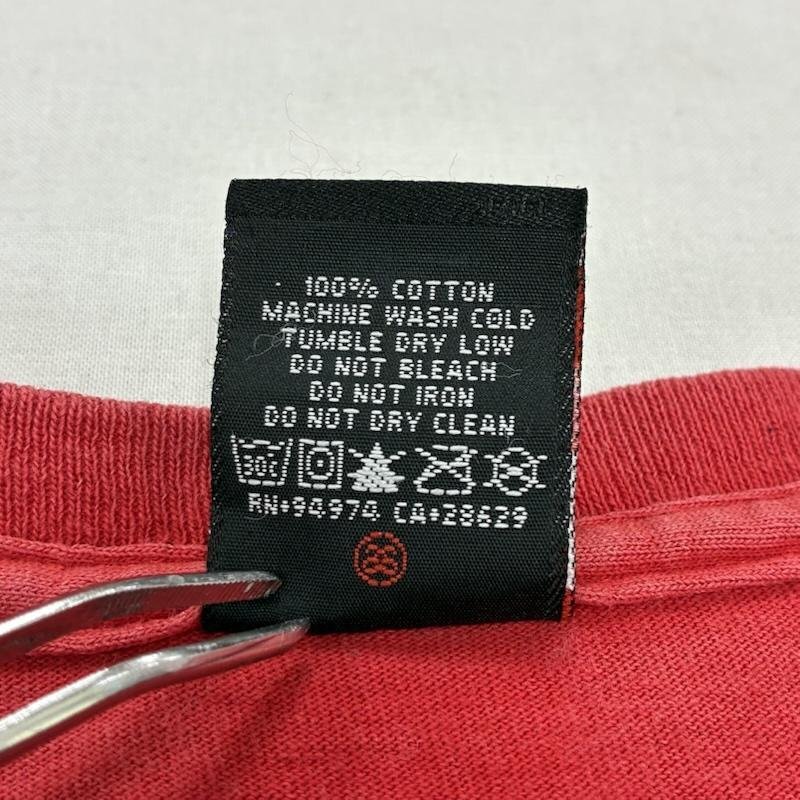 100% COTTON
MACHINE WASH COLD
TUMBLE DRY LOW
DO NOT BLEACH
DO NOT IRON
DO NOT DRY CLEAN
30C
RN#94974 CA#28629